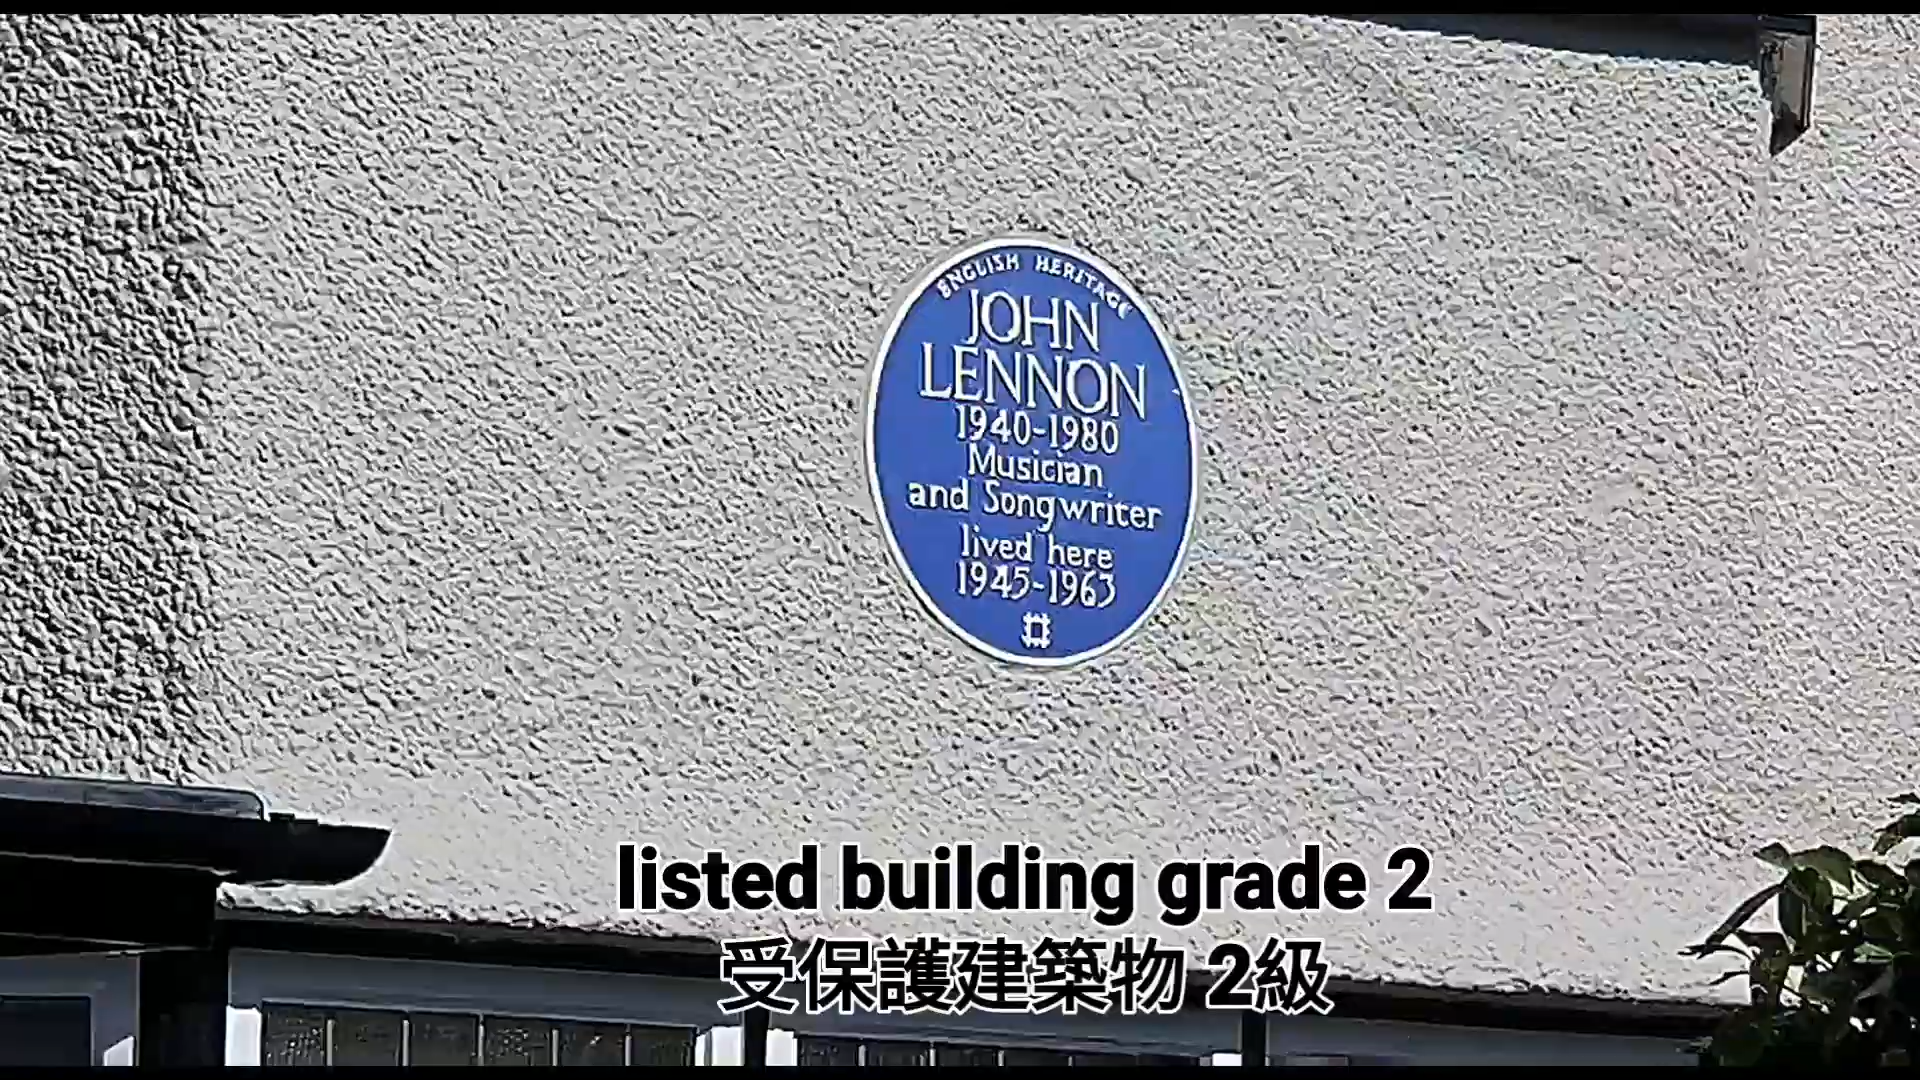 ENGLISH HERITAGE
JOHN
LENNON
1940-1980
Musician
and Songwriter
lived here
1945-1963
listed building grade 2
受保護建築物 2級